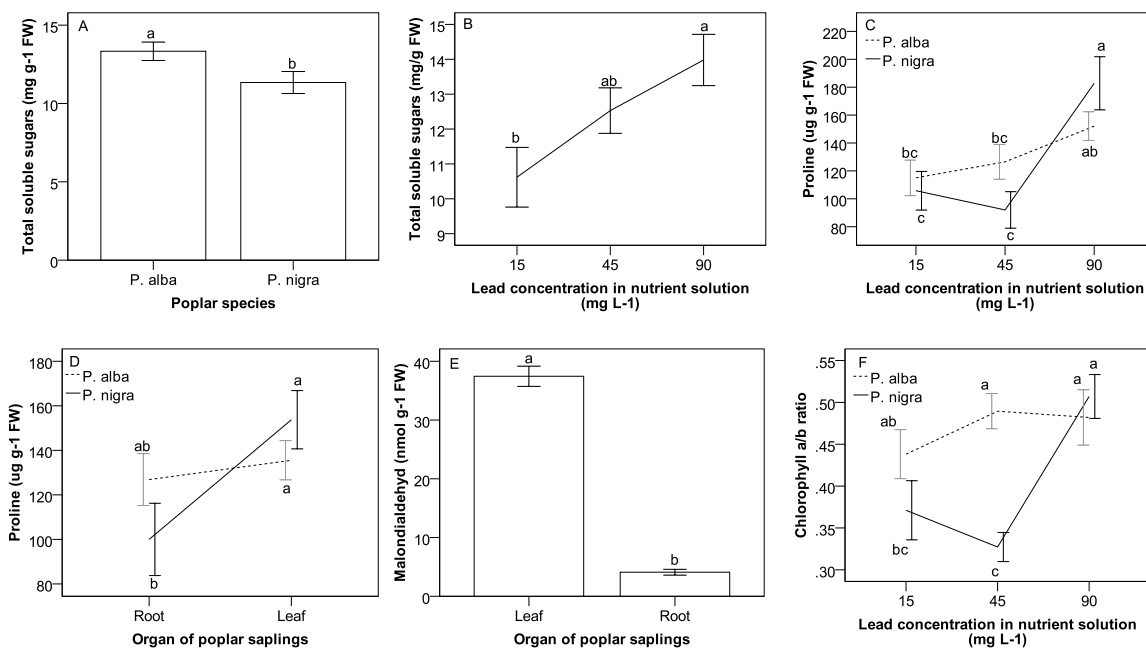 A
Total soluble sugars (mg g-1 FW)
15
10
5
0
a
b
P. alba
P. nigra
Poplar species
B
Total soluble sugars (mg/g FW)
15
14
13
12
11
10
9
b
ab
a
15
45
90
Lead concentration in nutrient solution
(mg L-1)
C
P. alba
P. nigra
Proline (ug g-1 FW)
220
200
180
160
140
120
100
80
bc
bc
a
ab
c
c
15
45
90
Lead concentration in nutrient solution
(mg L-1)
D
P. alba
P. nigra
Proline (ug g-1 FW)
180
160
140
120
100
80
ab
a
a
b
Root
Leaf
Organ of poplar saplings
E
Malondialdehyd (nmol g-1 FW)
40
30
20
10
0
a
b
Leaf
Root
Organ of poplar saplings
F
P. alba
P. nigra
Chlorophyll a/b ratio
.55
.50
.45
.40
.35
.30
ab
a
a
a
bc
c
15
45
90
Lead concentration in nutrient solution
(mg L-1)